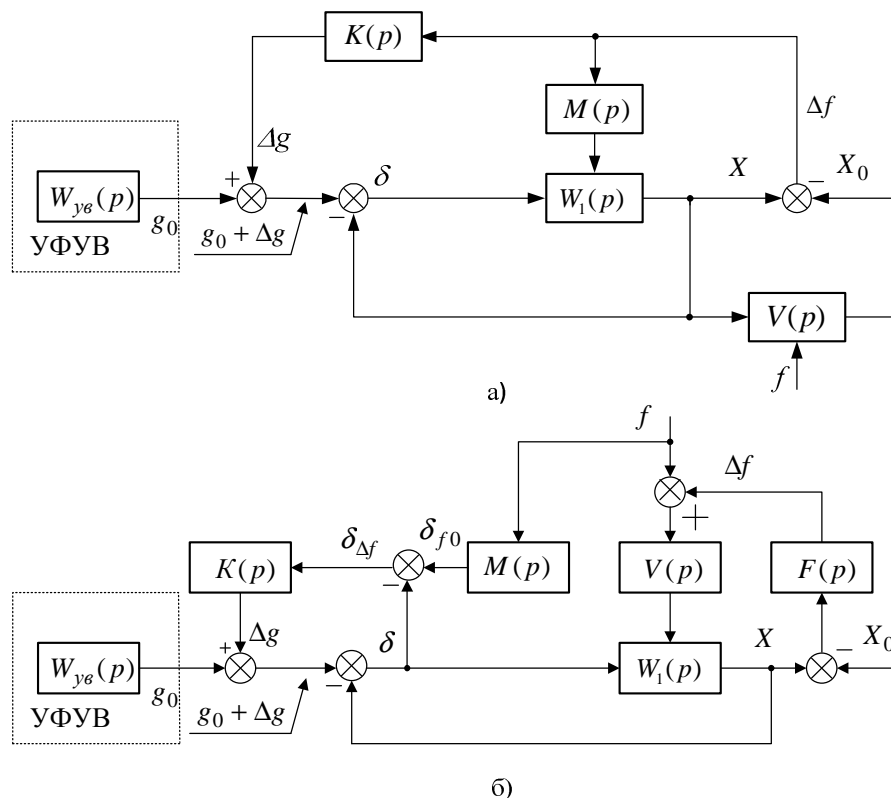 K(p)
Δf
M(p)
Δg
X
X₀
δ
W₁(p)
Wув(p)
+
−
−
g₀
УФУВ
g₀ + Δg
V(p)
f
а)
f
Δf
+
δΔf
δf0
К(p)
M(p)
V(p)
F(p)
−
Δg
δ
X
−
X₀
Wув(p)
+
−
W₁(p)
g₀
УФУВ
g₀ + Δg
б)